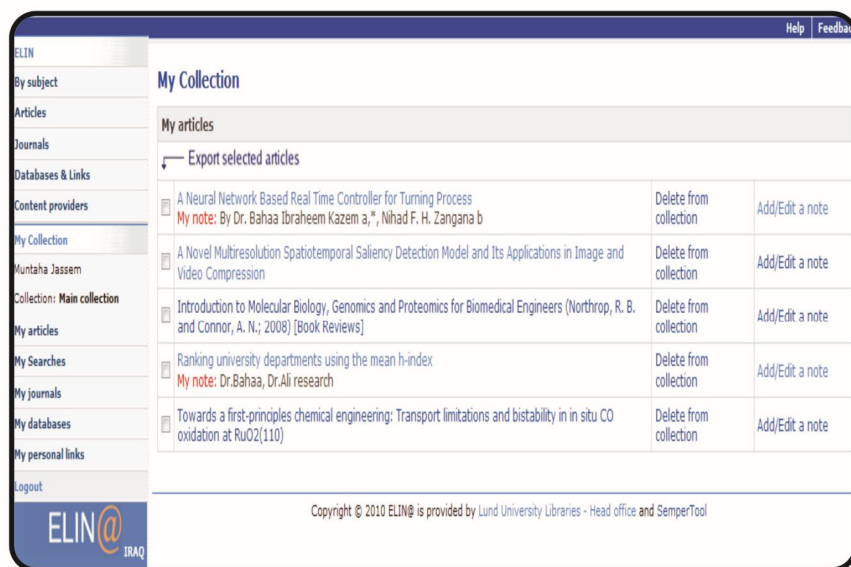 Help | Feedbac
ELIN
By subject
Articles
Journals
Databases & Links
Content providers
My Collection
Muntaha Jassem
Collection: Main collection
My articles
My Searches
My journals
My databases
My personal links
Logout
ELIN@
IRAQ
My Collection
My articles
Export selected articles
A Neural Network Based Real Time Controller for Turning Process
My note: By Dr. Bahaa Ibraheem Kazem a,*, Nihad F. H. Zangana b
Delete from
collection
Add/Edit a note
A Novel Multiresolution Spatiotemporal Saliency Detection Model and Its Applications in Image and
Video Compression
Delete from
collection
Add/Edit a note
Introduction to Molecular Biology, Genomics and Proteomics for Biomedical Engineers (Northrop, R. B.
and Connor, A. N.; 2008) [Book Reviews]
Delete from
collection
Add/Edit a note
Ranking university departments using the mean h-index
My note: Dr.Bahaa, Dr.Ali research
Delete from
collection
Add/Edit a note
Towards a first-principles chemical engineering: Transport limitations and bistability in in situ CO
oxidation at RuO2(110)
Delete from
collection
Add/Edit a note
Copyright © 2010 ELIN@ is provided by Lund University Libraries - Head office and SemperTool